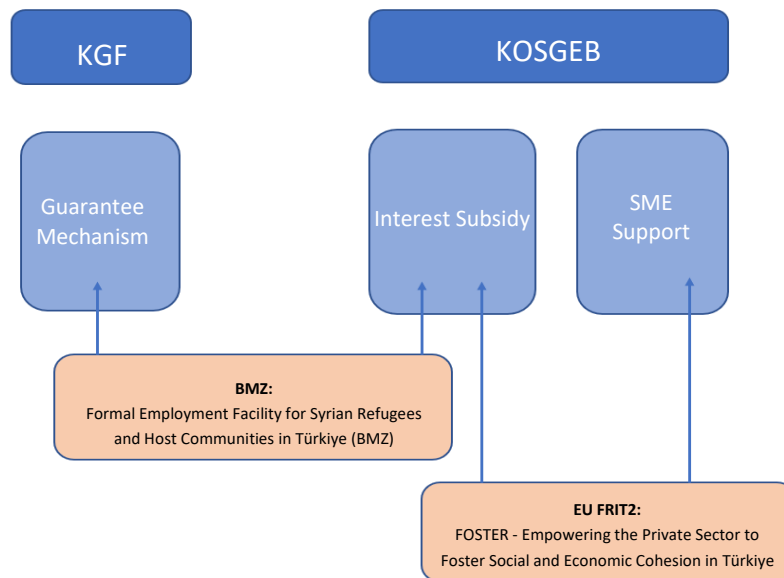 KGF
KOSGEB
Guarantee
Mechanism
Interest Subsidy
SME
Support
BMZ:
Formal Employment Facility for Syrian Refugees
and Host Communities in Türkiye (BMZ)
EU FRIT2:
FOSTER - Empowering the Private Sector to
Foster Social and Economic Cohesion in Türkiye